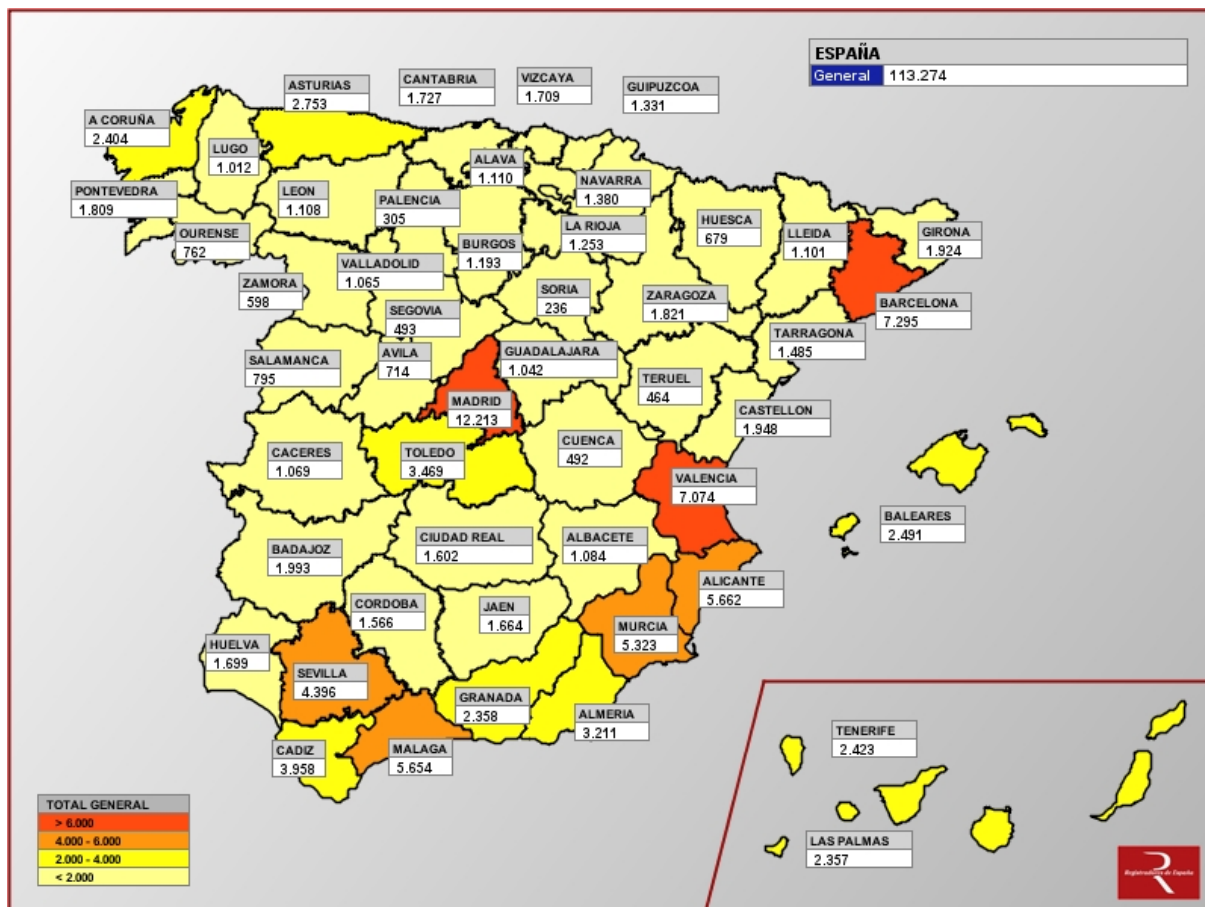 ESPAÑA
General 113.274
ASTURIAS
2.753
CANTABRIA
1.727
VIZCAYA
1.709
GUIPUZCOA
1.331
A CORUÑA
2.404
LUGO
1.012
ALAVA
1.110
NAVARRA
1.380
PONTEVEDRA
1.809
LEON
1.108
PALENCIA
305
LA RIOJA
1.253
HUESCA
679
LLEIDA
1.101
GIRONA
1.924
OURENSE
762
BURGOS
1.193
VALLADOLID
1.065
ZAMORA
598
SORIA
236
ZARAGOZA
1.821
BARCELONA
7.295
SEGOVIA
493
TARRAGONA
1.485
SALAMANCA
795
AVILA
714
GUADALAJARA
1.042
TERUEL
464
MADRID
12.213
CASTELLON
1.948
CACERES
1.069
TOLEDO
3.469
CUENCA
492
VALENCIA
7.074
BALEARES
2.491
BADAJOZ
1.993
CIUDAD REAL
1.602
ALBACETE
1.084
ALICANTE
5.662
CORDOBA
1.566
JAEN
1.664
MURCIA
5.323
HUELVA
1.699
SEVILLA
4.396
GRANADA
2.358
ALMERIA
3.211
CADIZ
3.958
MALAGA
5.654
TENERIFE
2.423
LAS PALMAS
2.357
TOTAL GENERAL
> 6.000
4.000 - 6.000
2.000 - 4.000
< 2.000
R
Registradores de España